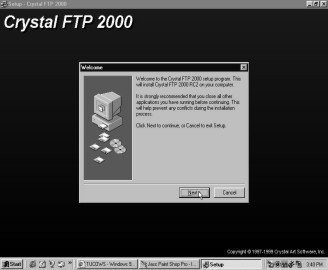 Setup - Crystal FTP 2000
Crystal FTP 2000
Welcome
Welcome to the Crystal FTP 2000 setup program. This
will install Crystal FTP 2000 RC2 on your computer.
It is strongly recommended that you close all other
applications you have running before continuing. This
will help prevent any conflicts during the installation
process.
Click Next to continue, or Cancel to exit Setup.
Next
Cancel
Copyright © 1997-1999 Crystal Art Software, Inc
Start
TUCOWS - Windows 9...
Jasc Paint Shop Pro - I...
Setup
3:40 PM